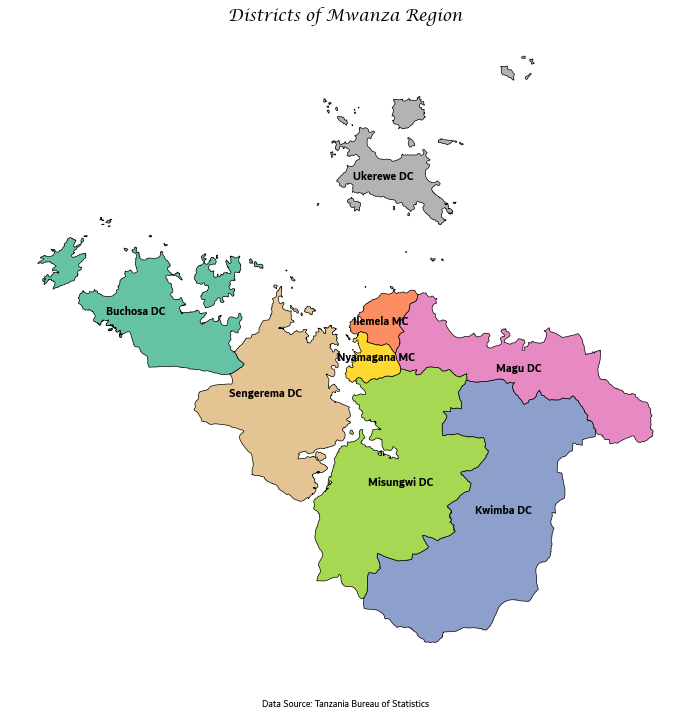 Districts of Mwanza Region
Ukerewe DC
Buchosa DC
Ilemela MC
Nyamagana MC
Magu DC
Sengerema DC
Misungwi DC
Kwimba DC
Data Source: Tanzania Bureau of Statistics